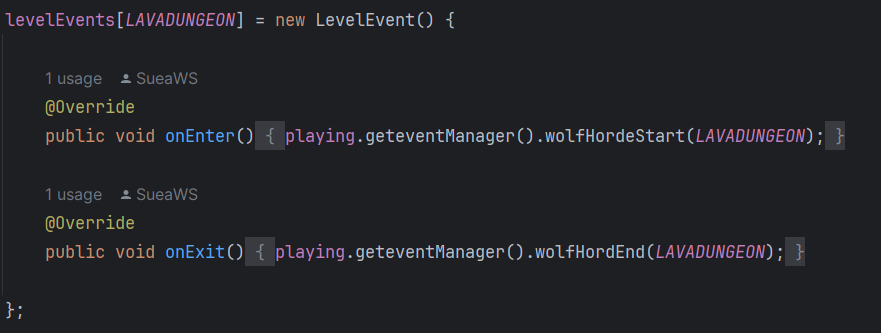 levelEvents[LAVADUNGEON] = new LevelEvent() {
1 usage SueaWS
@Override
public void onEnter() { playing.geteventManager().wolfHordeStart(LAVADUNGEON); }
1 usage SueaWS
@Override
public void onExit() { playing.geteventManager().wolfHordEnd(LAVADUNGEON); }
};